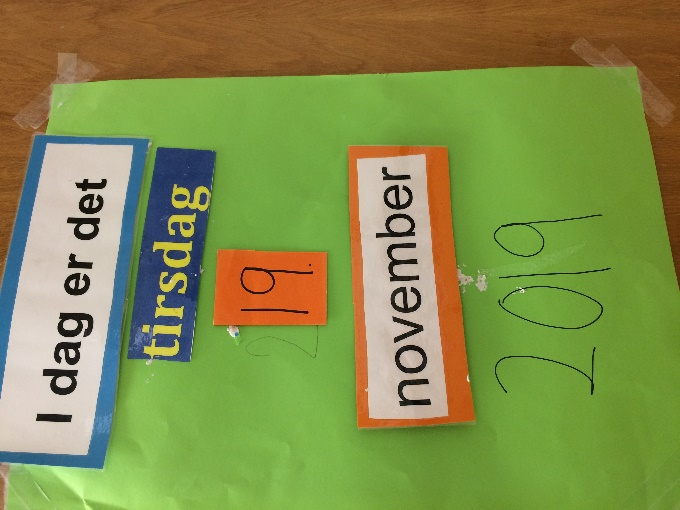 I dag er det
tirsdag
19.
november
2019